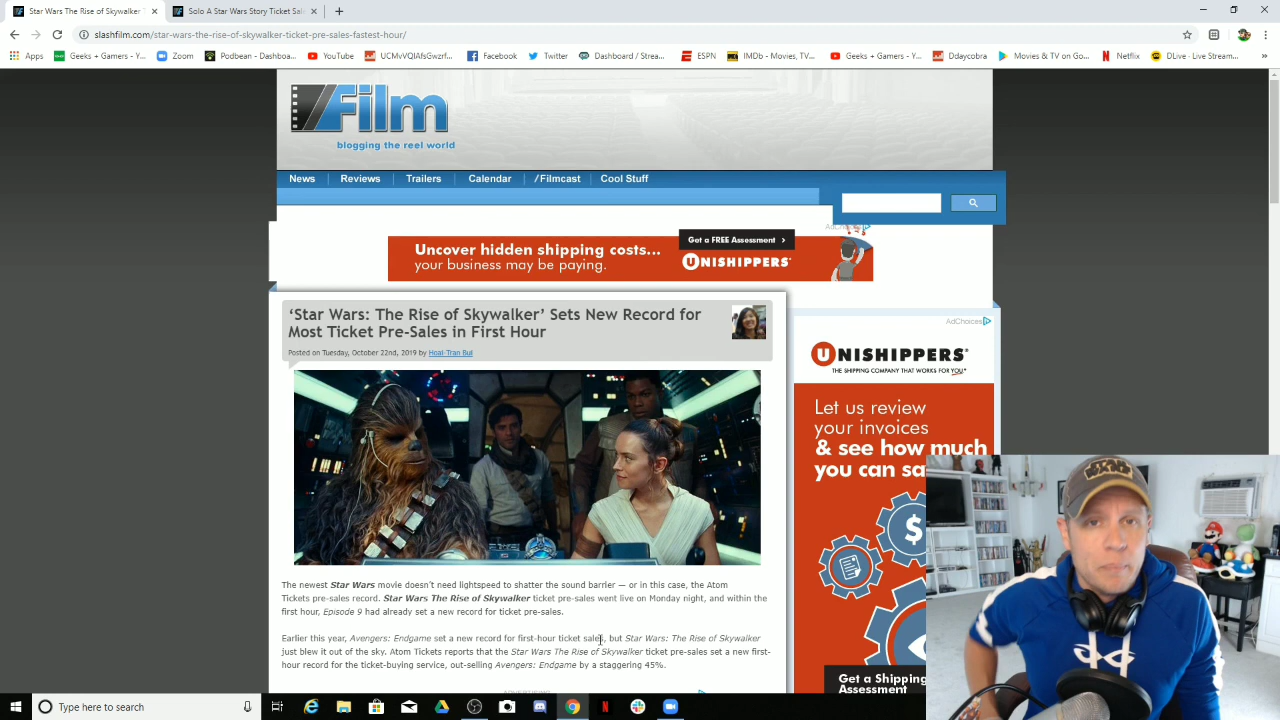 Star Wars The Rise of Skywalker T
Solo A Star Wars Story Ticket Sale
slashfilm.com/star-wars-the-rise-of-skywalker-ticket-pre-sales-fastest-hour/
Apps
Geeks + Gamers - Y...
Zoom
Podbean - Dashboar...
YouTube
UCMvVQIAfsGwzrf...
Facebook
Twitter
Dashboard / Strea...
ESPN
IMDb - Movies, TV...
Geeks + Gamers - Y...
Ddaycobra
Movies & TV on Go...
Netflix
DLive · Live Stream...
»
/Film
blogging the reel world
News
Reviews
Trailers
Calendar
/Filmcast
Cool Stuff
AdChoices
Uncover hidden shipping costs...
your business may be paying.
Get a FREE Assessment >
UNISHIPPERS
‘Star Wars: The Rise of Skywalker’ Sets New Record for
Most Ticket Pre-Sales in First Hour
Posted on Tuesday, October 22nd, 2019 by Hoai-Tran Bui
The newest Star Wars movie doesn't need lightspeed to shatter the sound barrier — or in this case, the Atom
Tickets pre-sales record. Star Wars The Rise of Skywalker ticket pre-sales went live on Monday night, and within the
first hour, Episode 9 had already set a new record for ticket pre-sales.
Earlier this year, Avengers: Endgame set a new record for first-hour ticket sales, but Star Wars: The Rise of Skywalker
just blew it out of the sky. Atom Tickets reports that the Star Wars The Rise of Skywalker ticket pre-sales set a new first-
hour record for the ticket-buying service, out-selling Avengers: Endgame by a staggering 45%.
ADVERTISING
AdChoices
UNISHIPPERS®
THE SHIPPING COMPANY THAT WORKS FOR YOU.®
Let us review
your invoices
& see how much
you can sa
$
Get a Shipping
Assessment
Type here to search